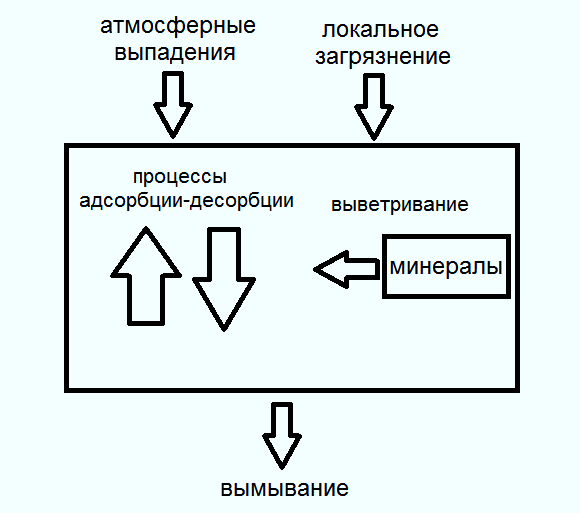 атмосферные
выпадения
локальное
загрязнение
процессы
адсорбции-десорбции
выветривание
минералы
вымывание